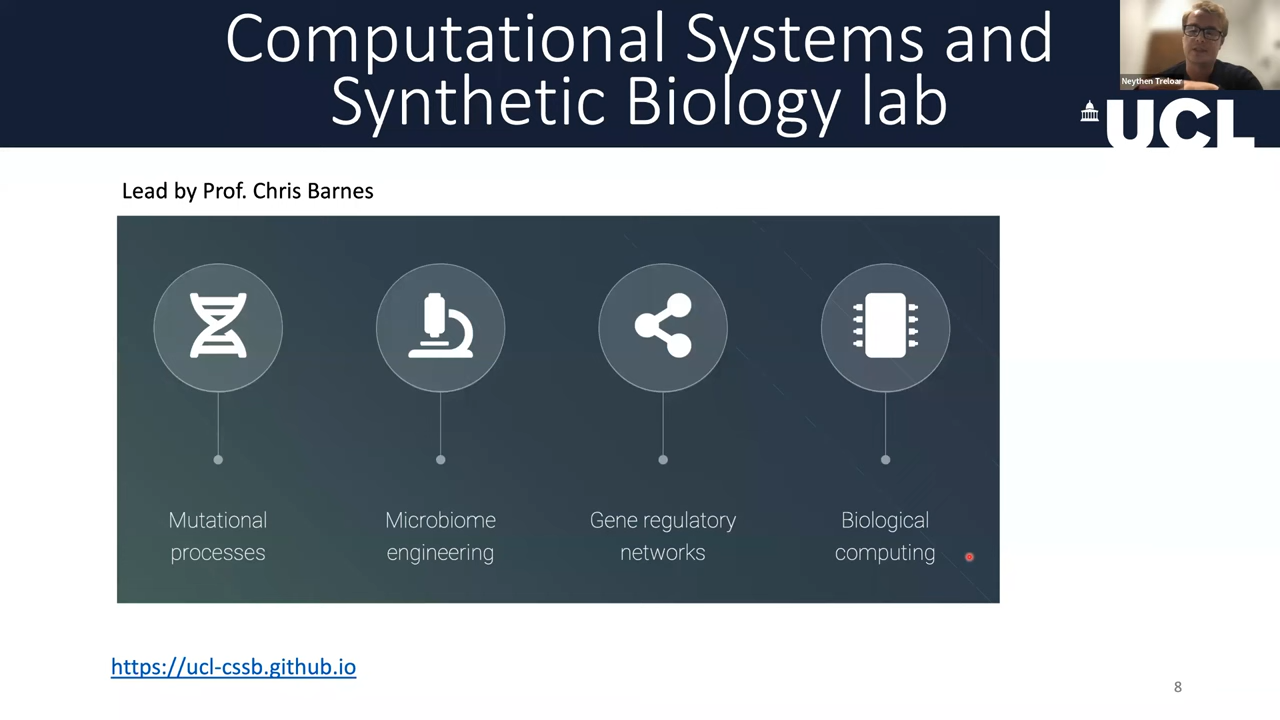 Computational Systems and
Synthetic Biology lab
Neythen Treloar
UCL
Lead by Prof. Chris Barnes
Mutational
processes
Microbiome
engineering
Gene regulatory
networks
Biological
computing
https://ucl-cssb.github.io
8